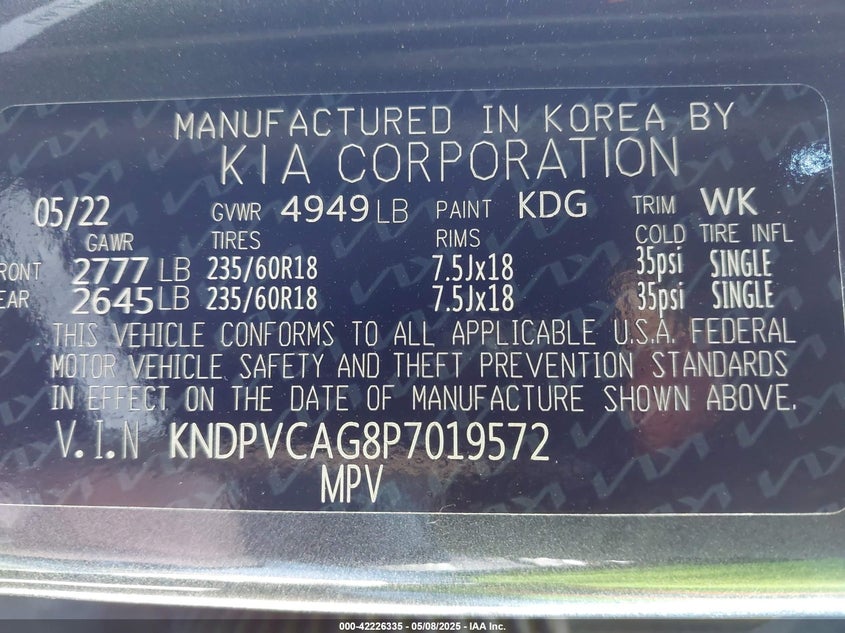 MANUFACTURED IN KOREA BY
KIA CORPORATION
05/22 GVWR 4949 LB PAINT KDG TRIM WK
GAWR TIRES RIMS COLD TIRE INFL
RONT 2777 LB 235/60R18 7.5Jx18 35psi SINGLE
EAR 2645 LB 235/60R18 7.5Jx18 35psi SINGLE
THIS VEHICLE CONFORMS TO ALL APPLICABLE U.S.A. FEDERAL
MOTOR VEHICLE SAFETY AND THEFT PREVENTION STANDARDS
IN EFFECT ON THE DATE OF MANUFACTURE SHOWN ABOVE.
V.I.N KNDPVCAG8P7019572
MPV
000-42226335 - 05/08/2025 - IAA Inc.